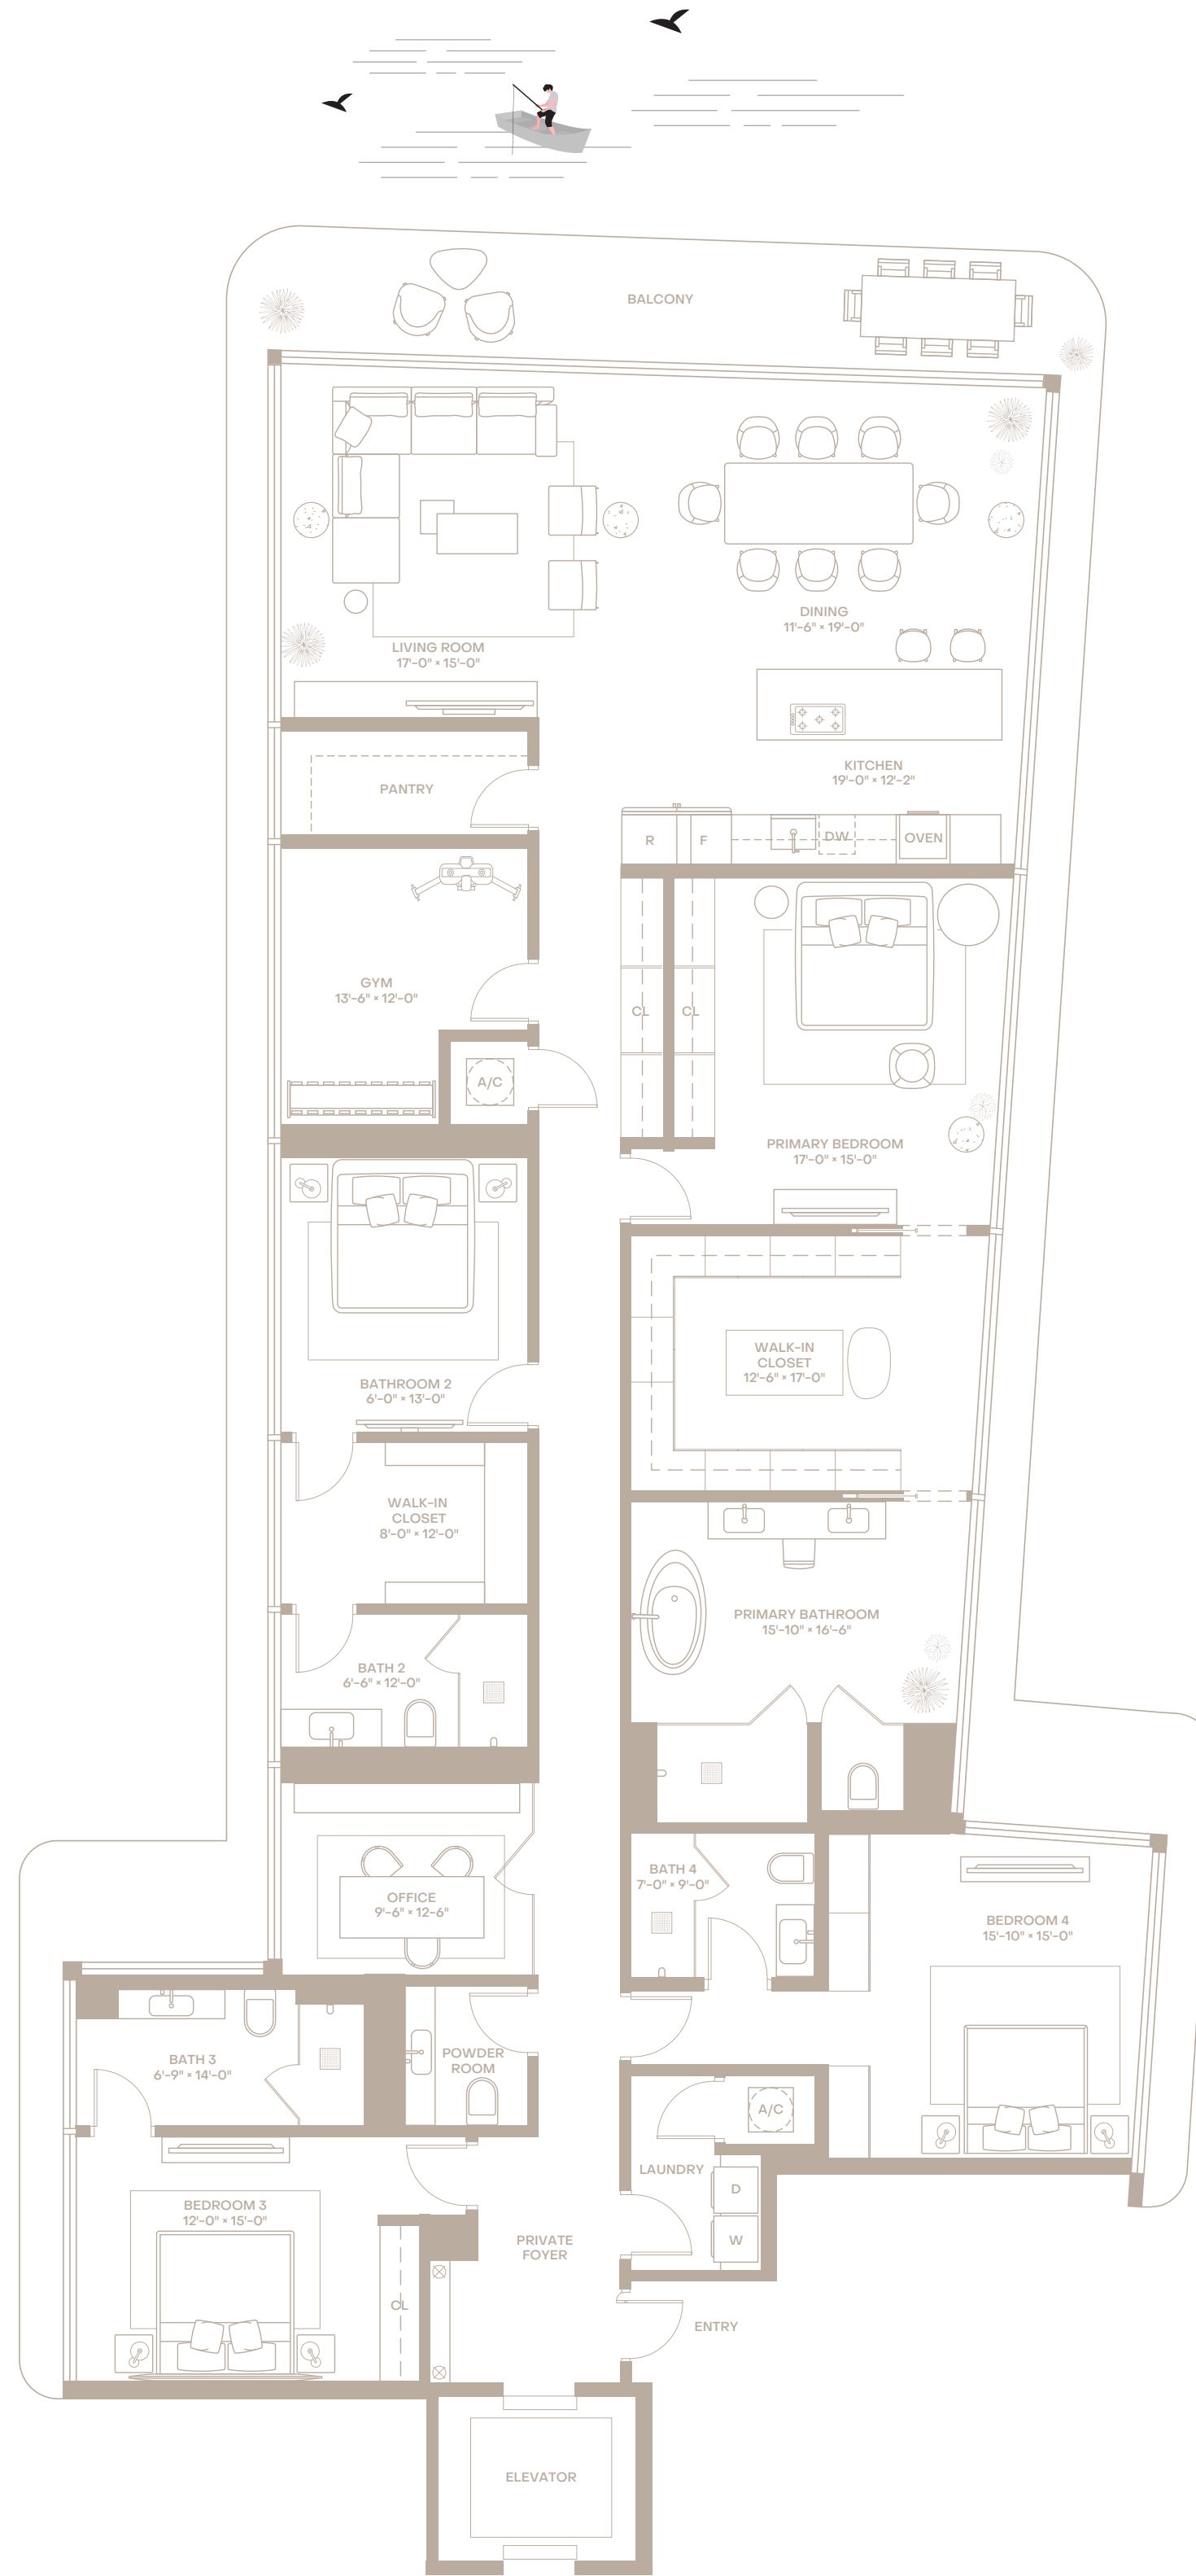 BALCONY
DINING
11'-6" × 19'-0"
LIVING ROOM
17'-0" × 15'-0"
KITCHEN
19'-0" × 12'-2"
PANTRY
R
F
DW
OVEN
GYM
13'-6" × 12'-0"
CL
CL
A/C
PRIMARY BEDROOM
17'-0" × 15'-0"
WALK-IN
CLOSET
12'-6" × 17'-0"
BATHROOM 2
6'-0" × 13'-0"
WALK-IN
CLOSET
8'-0" × 12'-0"
PRIMARY BATHROOM
15'-10" × 16'-6"
BATH 2
6'-6" × 12'-0"
BATH 4
7'-0" × 9'-0"
OFFICE
9'-6" × 12-6"
BEDROOM 4
15'-10" × 15'-0"
POWDER
ROOM
BATH 3
6'-9" × 14'-0"
A/C
LAUNDRY
D
W
BEDROOM 3
12'-0" × 15'-0"
PRIVATE
FOYER
CL
ENTRY
ELEVATOR